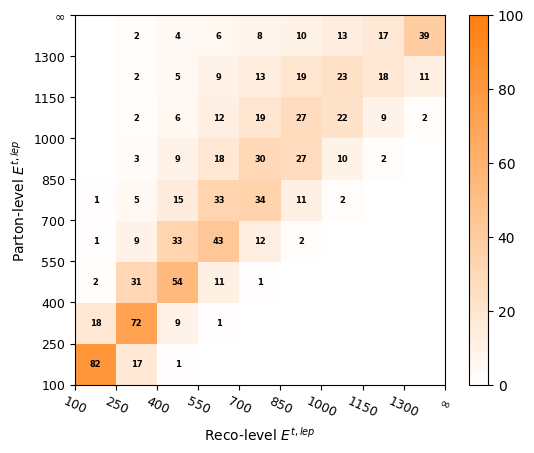 ∞ 2 4 6 8 10 13 17 39 100
1300
2 5 9 13 19 23 18 11
1150
2 6 12 19 27 22 9 2 80
1000
3 9 18 30 27 10 2
850
60
1 5 15 33 34 11 2
700
1 9 33 43 12 2
550
40
2 31 54 11 1
400
18 72 9 1 20
250
82 17 1
100 0
100 250 400 550 700 850 1000 1150 1300 ∞
Parton-level E^{t,lep}
Reco-level E^{t,lep}